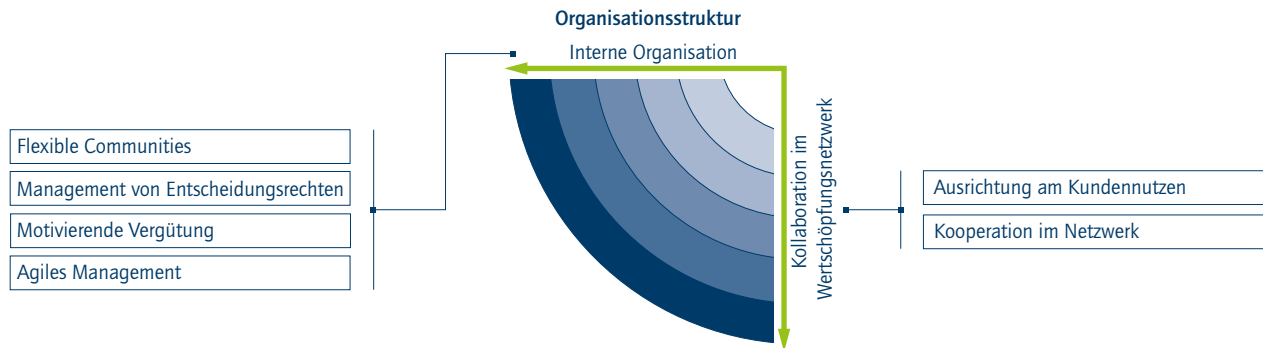 Organisationsstruktur
Interne Organisation
Flexible Communities
Management von Entscheidungsrechten
Motivierende Vergütung
Agiles Management
Kollaboration im
Wertschöpfungsnetzwerk
Ausrichtung am Kundennutzen
Kooperation im Netzwerk